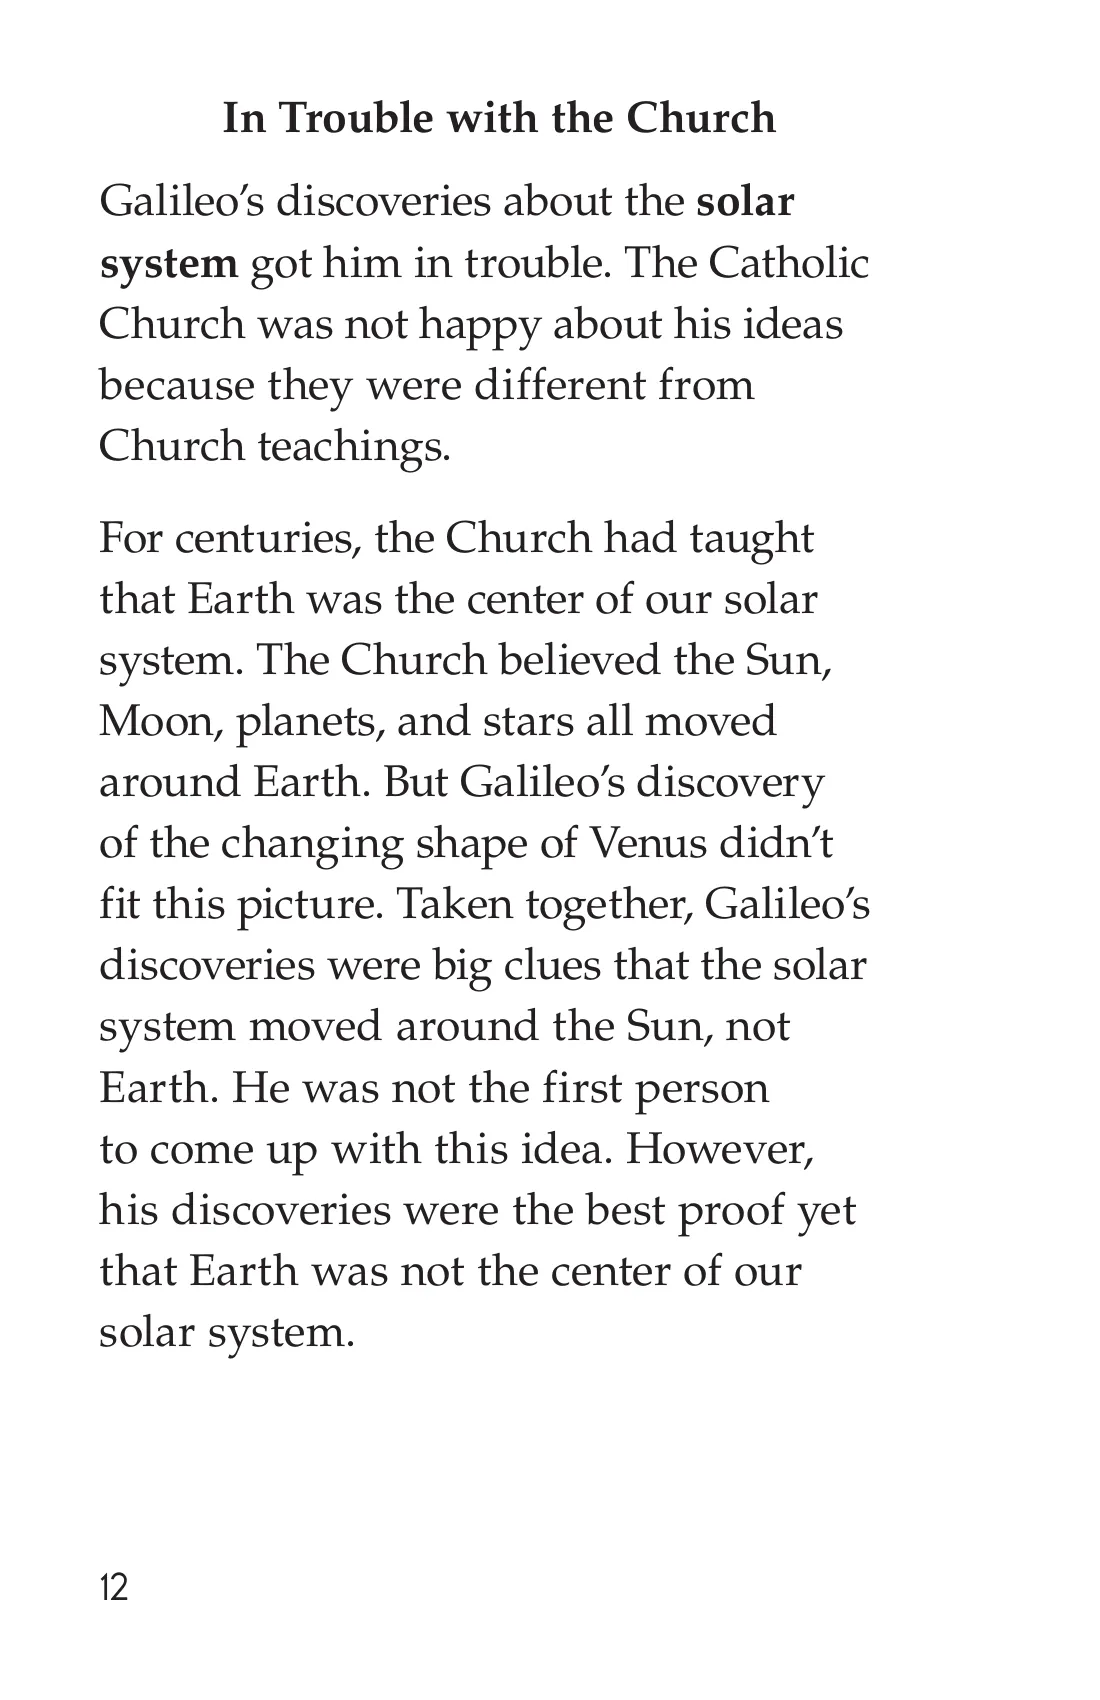 In Trouble with the Church
Galileo’s discoveries about the solar
system got him in trouble. The Catholic
Church was not happy about his ideas
because they were different from
Church teachings.
For centuries, the Church had taught
that Earth was the center of our solar
system. The Church believed the Sun,
Moon, planets, and stars all moved
around Earth. But Galileo’s discovery
of the changing shape of Venus didn’t
fit this picture. Taken together, Galileo’s
discoveries were big clues that the solar
system moved around the Sun, not
Earth. He was not the first person
to come up with this idea. However,
his discoveries were the best proof yet
that Earth was not the center of our
solar system.
12